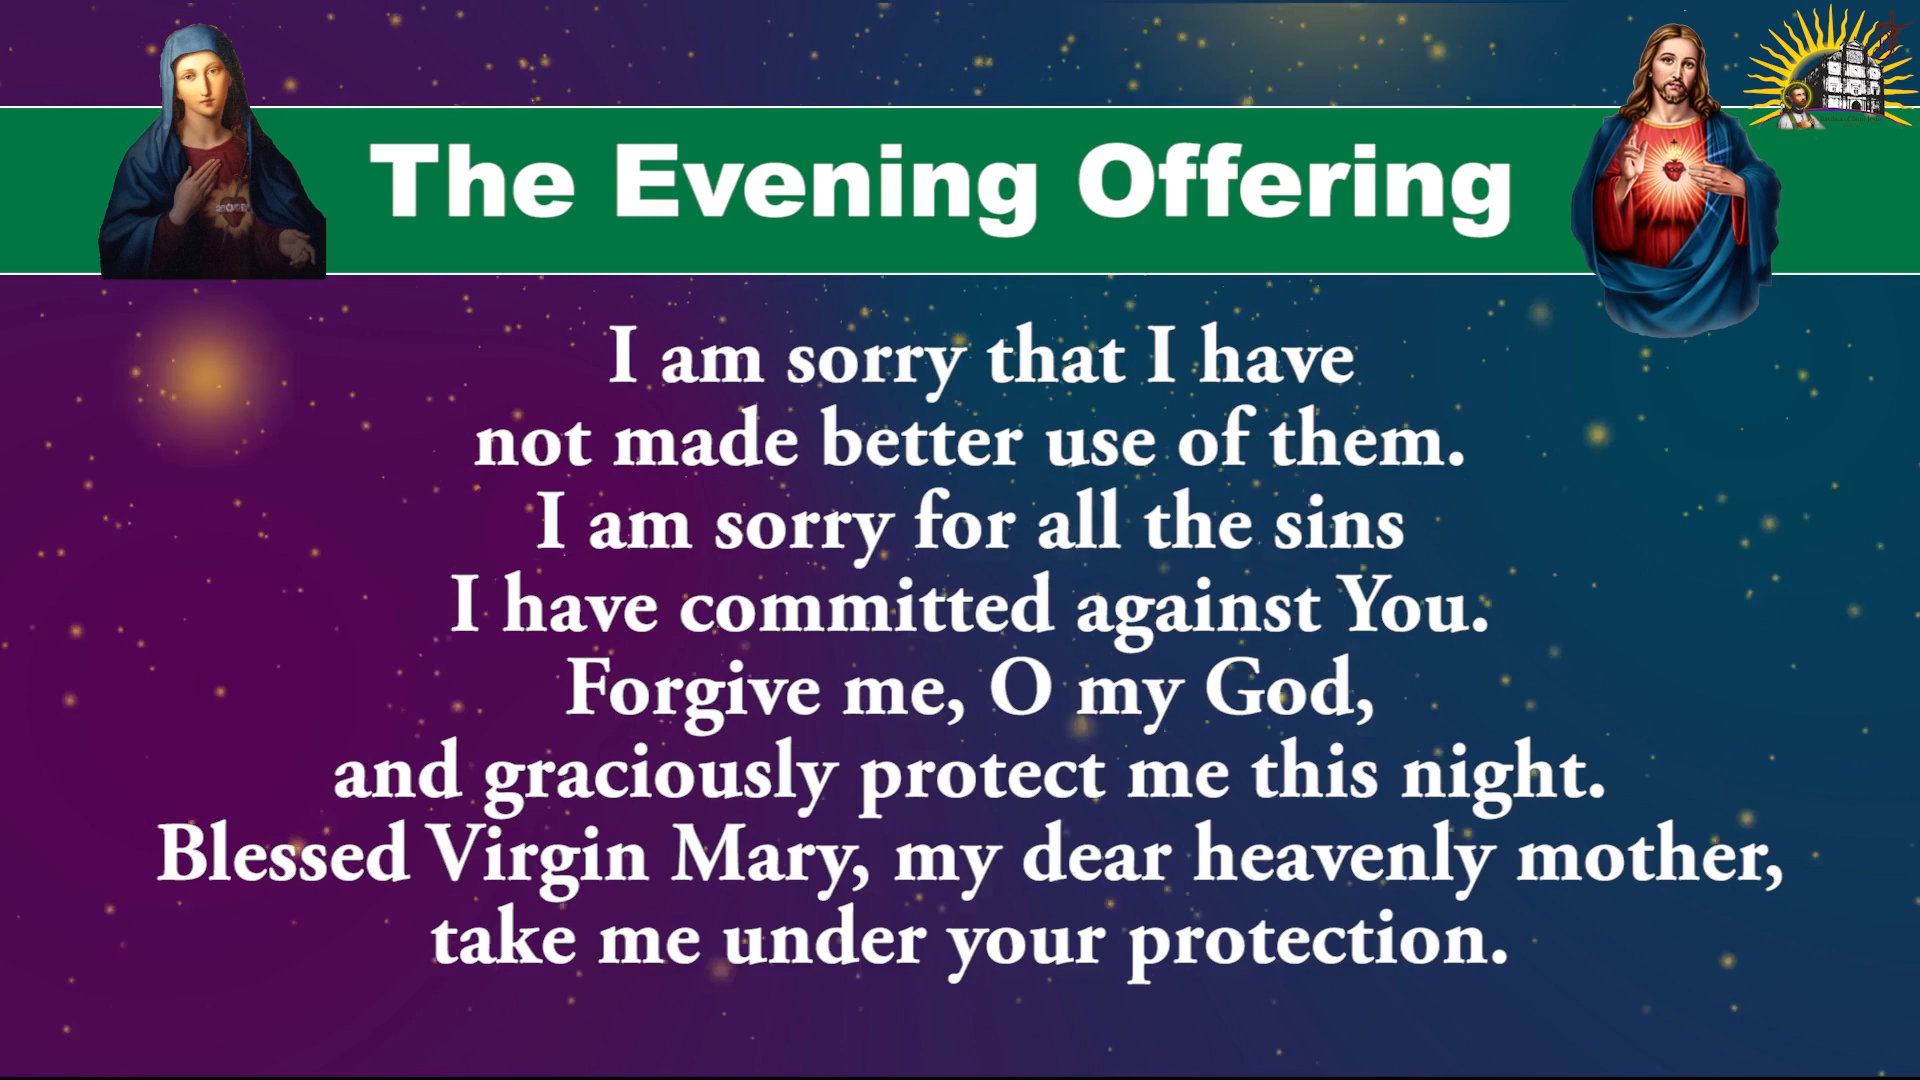 The Evening Offering
I am sorry that I have
not made better use of them.
I am sorry for all the sins
I have committed against You.
Forgive me, O my God,
and graciously protect me this night.
Blessed Virgin Mary, my dear heavenly mother,
take me under your protection.